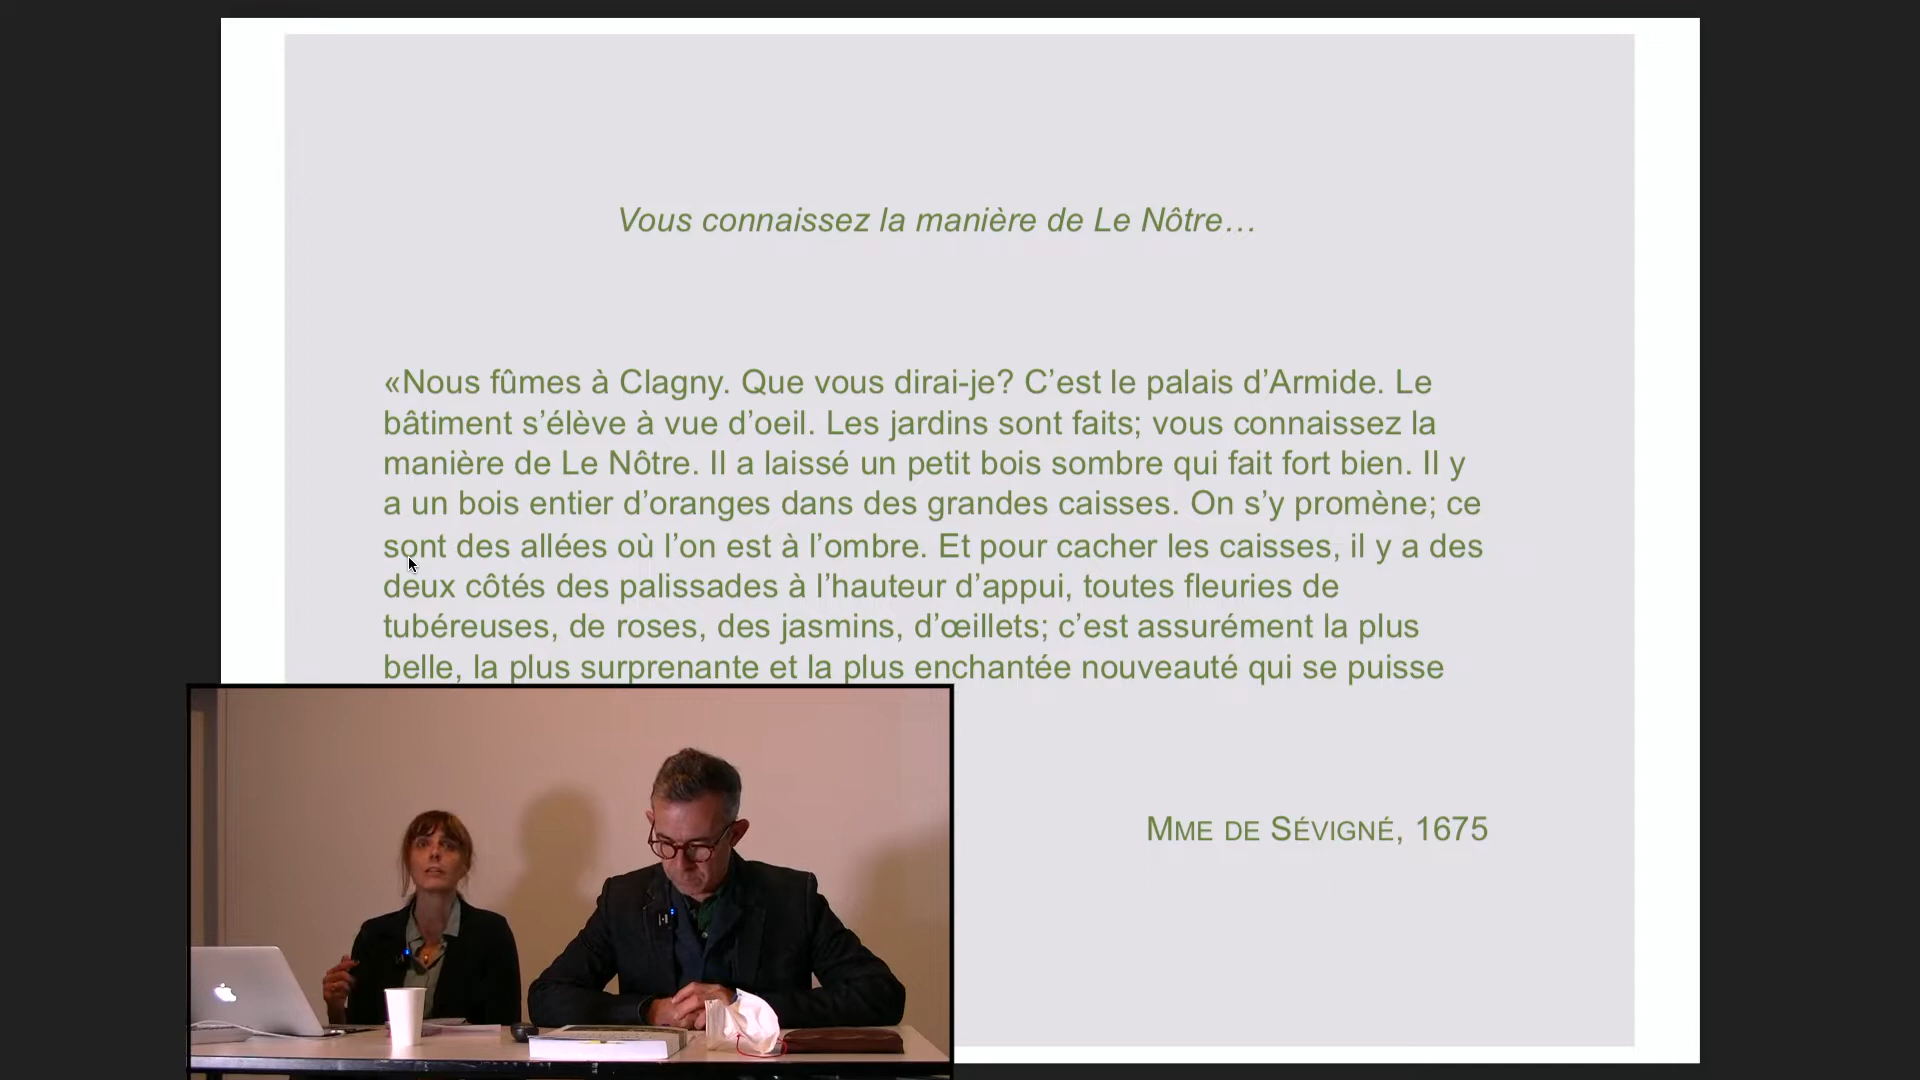 Vous connaissez la manière de Le Nôtre…
«Nous fûmes à Clagny. Que vous dirai-je? C’est le palais d’Armide. Le
bâtiment s’élève à vue d’oeil. Les jardins sont faits; vous connaissez la
manière de Le Nôtre. Il a laissé un petit bois sombre qui fait fort bien. Il y
a un bois entier d’oranges dans des grandes caisses. On s’y promène; ce
sont des allées où l’on est à l’ombre. Et pour cacher les caisses, il y a des
deux côtés des palissades à l’hauteur d’appui, toutes fleuries de
tubéreuses, de roses, des jasmins, d’œillets; c’est assurément la plus
belle, la plus surprenante et la plus enchantée nouveauté qui se puisse
MME DE SÉVIGNÉ, 1675